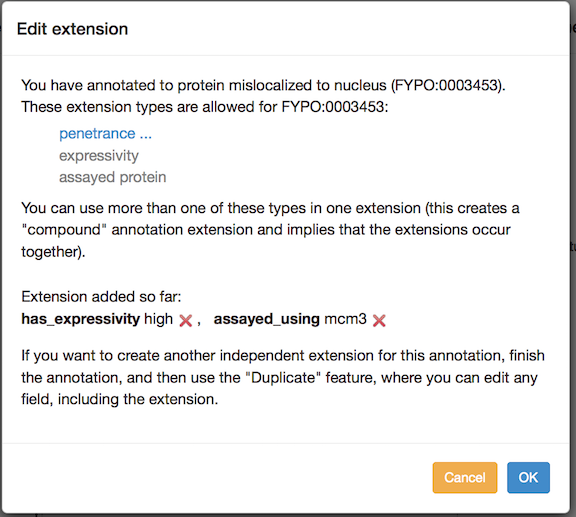 Edit extension
You have annotated to protein mislocalized to nucleus (FYPO:0003453).
These extension types are allowed for FYPO:0003453:
penetrance ...
expressivity
assayed protein
You can use more than one of these types in one extension (this creates a
"compound" annotation extension and implies that the extensions occur
together).
Extension added so far:
has_expressivity high ,  assayed_using mcm3
If you want to create another independent extension for this annotation, finish
the annotation, and then use the "Duplicate" feature, where you can edit any
field, including the extension.
Cancel OK